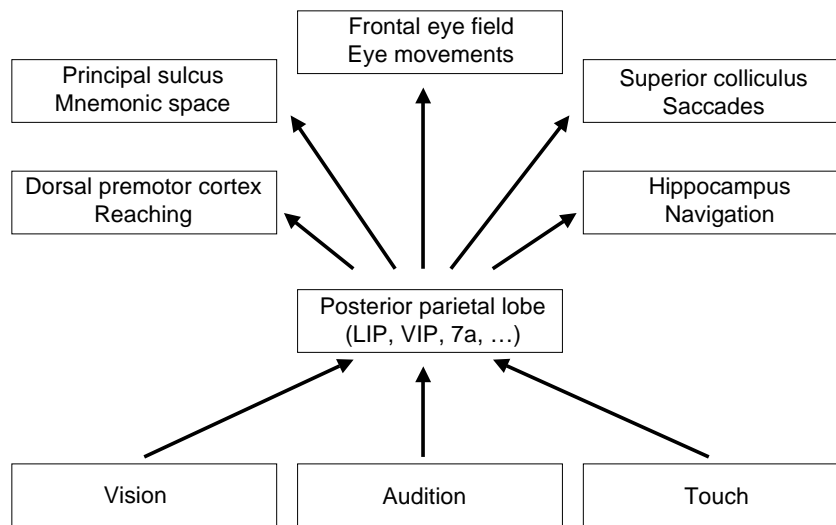 Frontal eye field
Eye movements
Principal sulcus
Mnemonic space
Superior colliculus
Saccades
Dorsal premotor cortex
Reaching
Hippocampus
Navigation
Posterior parietal lobe
(LIP, VIP, 7a, …)
Vision
Audition
Touch